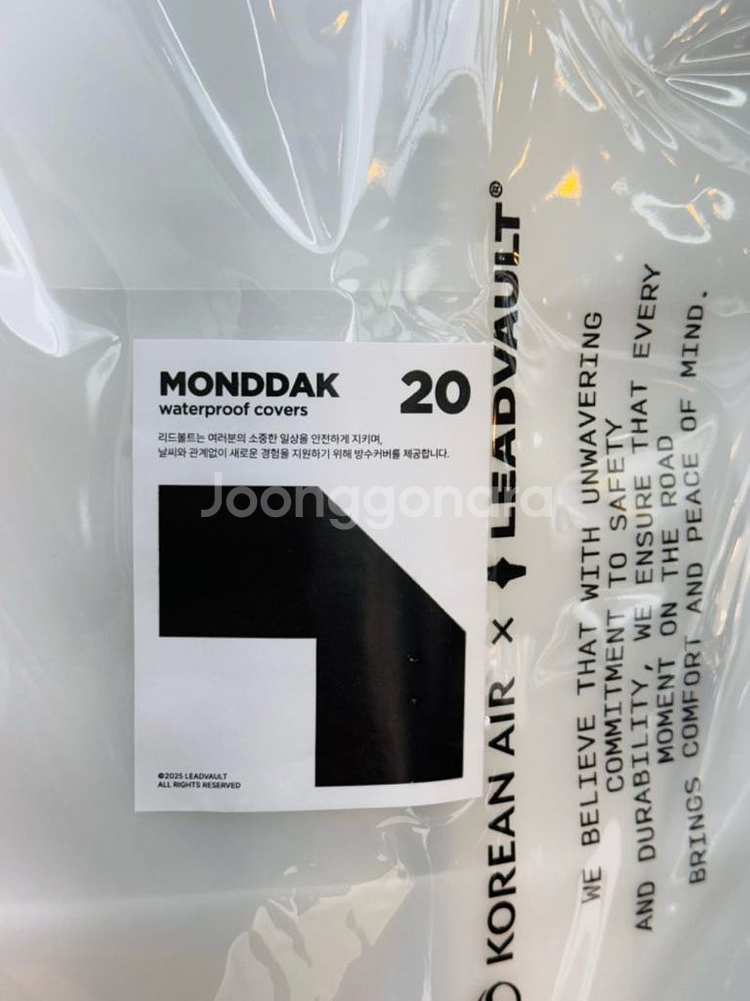 MONDDAK
waterproof covers
20
리드볼트는 여러분의 소중한 일상을 안전하게 지키며,
날씨와 관계없이 새로운 경험을 지원하기 위해 방수커버를 제공합니다.
Joonggonara
©2025 LEADVAULT
ALL RIGHTS RESERVED
KOREAN AIR × LEADVAULT®
WE BELIEVE THAT WITH UNWAVERING
COMMITMENT TO SAFETY
AND DURABILITY, WE ENSURE THAT EVERY
MOMENT ON THE ROAD
BRINGS COMFORT AND PEACE OF MIND.